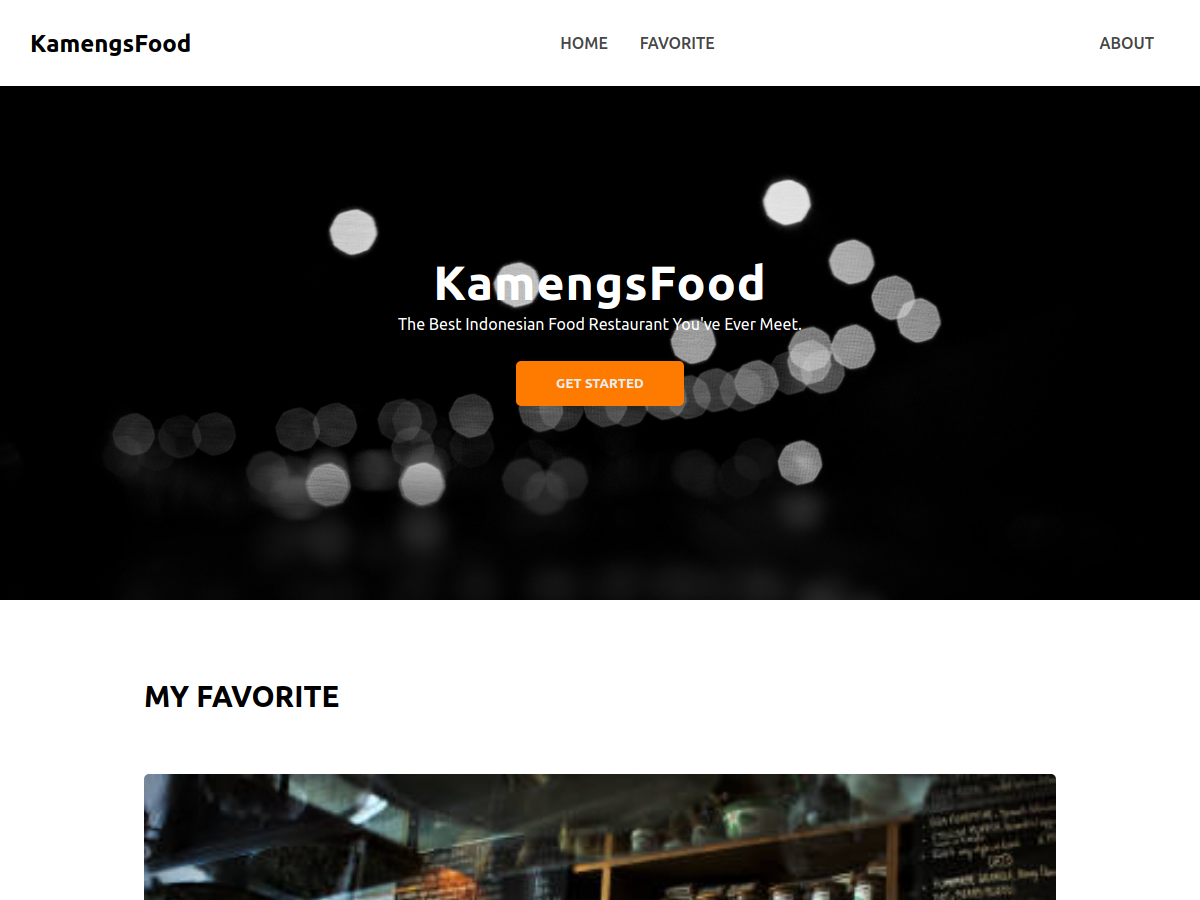 KamengsFood
HOME
FAVORITE
ABOUT
KamengsFood
The Best Indonesian Food Restaurant You've Ever Meet.
GET STARTED
MY FAVORITE